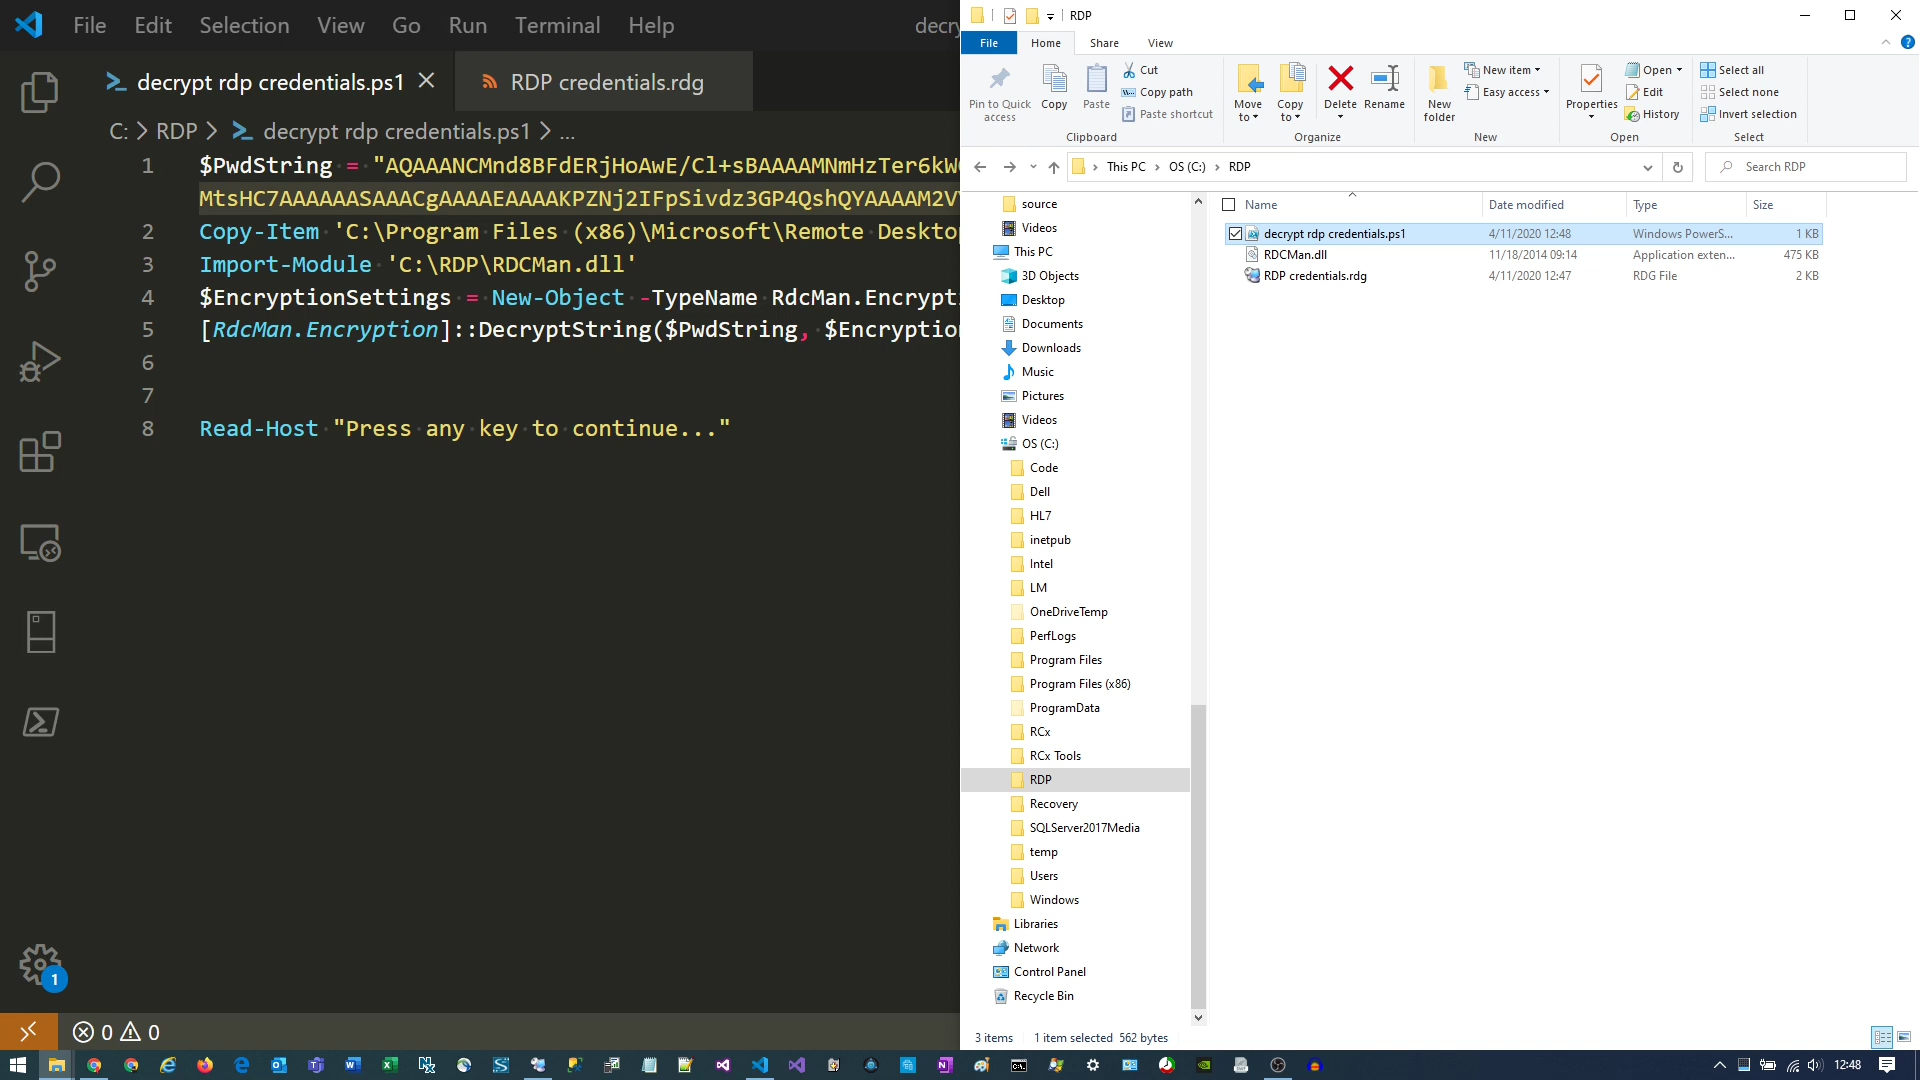 File Edit Selection View Go Run Terminal Help decry
decrypt rdp credentials.ps1
RDP credentials.rdg
C: > RDP > decrypt rdp credentials.ps1 > ...
1 $PwdString = "AQAAANCMnd8BFdERjHoAwE/Cl+sBAAAAMNmHzTer6kW
MtsHC7AAAAAASAAACgAAAAEAAAAKPZNj2IFpSivdz3GP4QshQYAAAAM2V
2 Copy-Item 'C:\Program Files (x86)\Microsoft\Remote Deskto
3 Import-Module 'C:\RDP\RDCMan.dll'
4 $EncryptionSettings = New-Object -TypeName RdcMan.Encrypt
5 [RdcMan.Encryption]::DecryptString($PwdString, $Encryptio
6
7
8 Read-Host "Press any key to continue..."
1
0 0
RDP
File Home Share View
Pin to Quick access
Copy
Paste
Cut
Copy path
Paste shortcut
Clipboard
Move to
Copy to
Delete
Rename
Organize
New folder
New item
Easy access
New
Properties
Open
Edit
History
Open
Select all
Select none
Invert selection
Select
This PC > OS (C:) > RDP
Search RDP
source
Videos
This PC
3D Objects
Desktop
Documents
Downloads
Music
Pictures
Videos
OS (C:)
Code
Dell
HL7
inetpub
Intel
LM
OneDriveTemp
PerfLogs
Program Files
Program Files (x86)
ProgramData
RCx
RCx Tools
RDP
Recovery
SQLServer2017Media
temp
Users
Windows
Libraries
Network
Control Panel
Recycle Bin
Name Date modified Type Size
decrypt rdp credentials.ps1 4/11/2020 12:48 Windows PowerS... 1 KB
RDCMan.dll 11/18/2014 09:14 Application exten... 475 KB
RDP credentials.rdg 4/11/2020 12:47 RDG File 2 KB
3 items 1 item selected 562 bytes
12:48